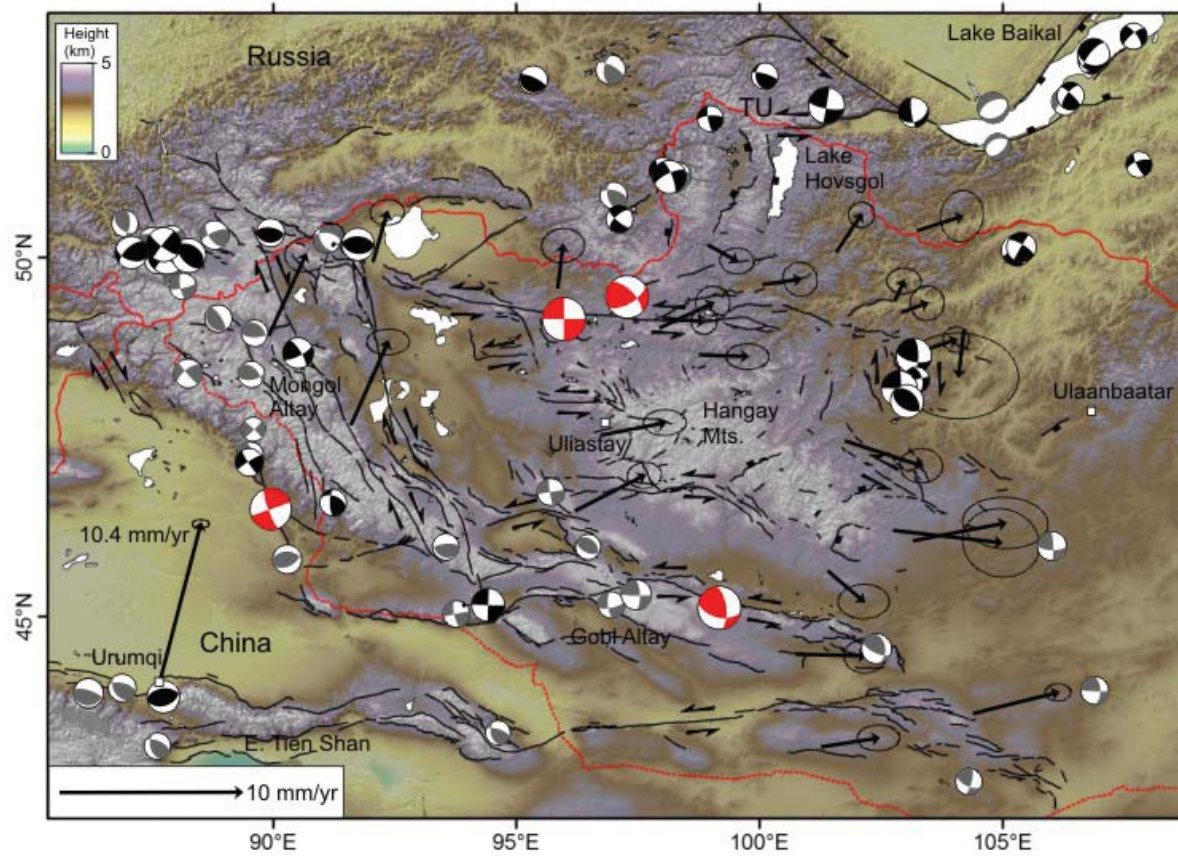 Height
(km)
5
0
Russia
Lake Baikal
TU
Lake
Hovsgol
50°N
Mongol
Altay
Hangay
Mts.
Uliastay
Ulaanbaatar
10.4 mm/yr
45°N
China
Gobi Altay
Urumqi
E. Tien Shan
10 mm/yr
90°E
95°E
100°E
105°E